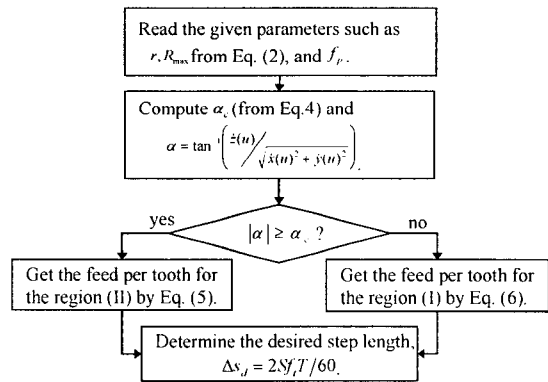 Read the given parameters such as
r, R_max from Eq. (2), and f_p.
Compute α_c (from Eq.4) and
α = tan⁻¹(ż(u)/√(ẋ(u)² + ẏ(u)²)).
|α| ≥ α_c ?
yes
no
Get the feed per tooth for
the region (II) by Eq. (5).
Get the feed per tooth for
the region (I) by Eq. (6).
Determine the desired step length,
Δs_d = 2Sf_tT/60.